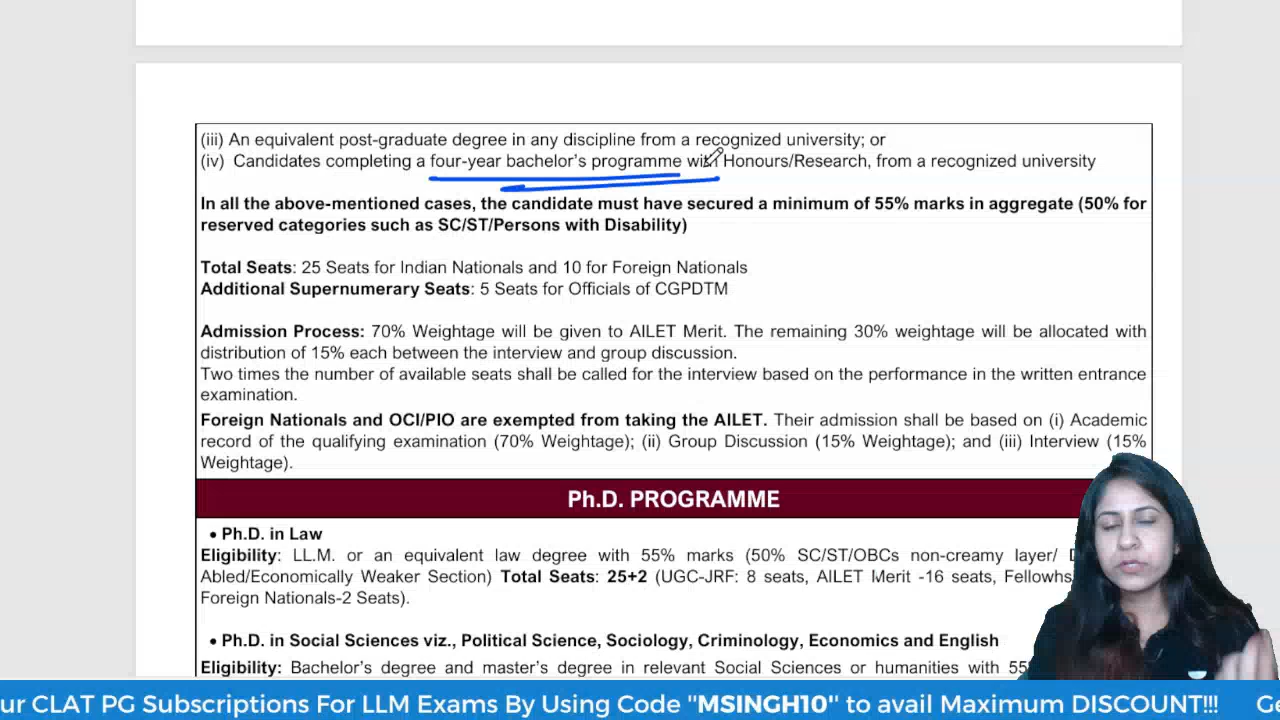 (iii) An equivalent post-graduate degree in any discipline from a recognized university; or
(iv) Candidates completing a four-year bachelor's programme with Honours/Research, from a recognized university
In all the above-mentioned cases, the candidate must have secured a minimum of 55% marks in aggregate (50% for
reserved categories such as SC/ST/Persons with Disability)
Total Seats: 25 Seats for Indian Nationals and 10 for Foreign Nationals
Additional Supernumerary Seats: 5 Seats for Officials of CGPDTM
Admission Process: 70% Weightage will be given to AILET Merit. The remaining 30% weightage will be allocated with
distribution of 15% each between the interview and group discussion.
Two times the number of available seats shall be called for the interview based on the performance in the written entrance
examination.
Foreign Nationals and OCI/PIO are exempted from taking the AILET. Their admission shall be based on (i) Academic
record of the qualifying examination (70% Weightage); (ii) Group Discussion (15% Weightage); and (iii) Interview (15%
Weightage).
Ph.D. PROGRAMME
• Ph.D. in Law
Eligibility: LL.M. or an equivalent law degree with 55% marks (50% SC/ST/OBCs non-creamy layer/
Abled/Economically Weaker Section) Total Seats: 25+2 (UGC-JRF: 8 seats, AILET Merit -16 seats,
Foreign Nationals-2 Seats).
• Ph.D. in Social Sciences viz., Political Science, Sociology, Criminology, Economics and English
Eligibility: Bachelor's degree and master's degree in relevant Social Sciences or humanities with
ur CLAT PG Subscriptions For LLM Exams By Using Code "MSINGH10" to avail Maximum DISCOUNT!!! Ge